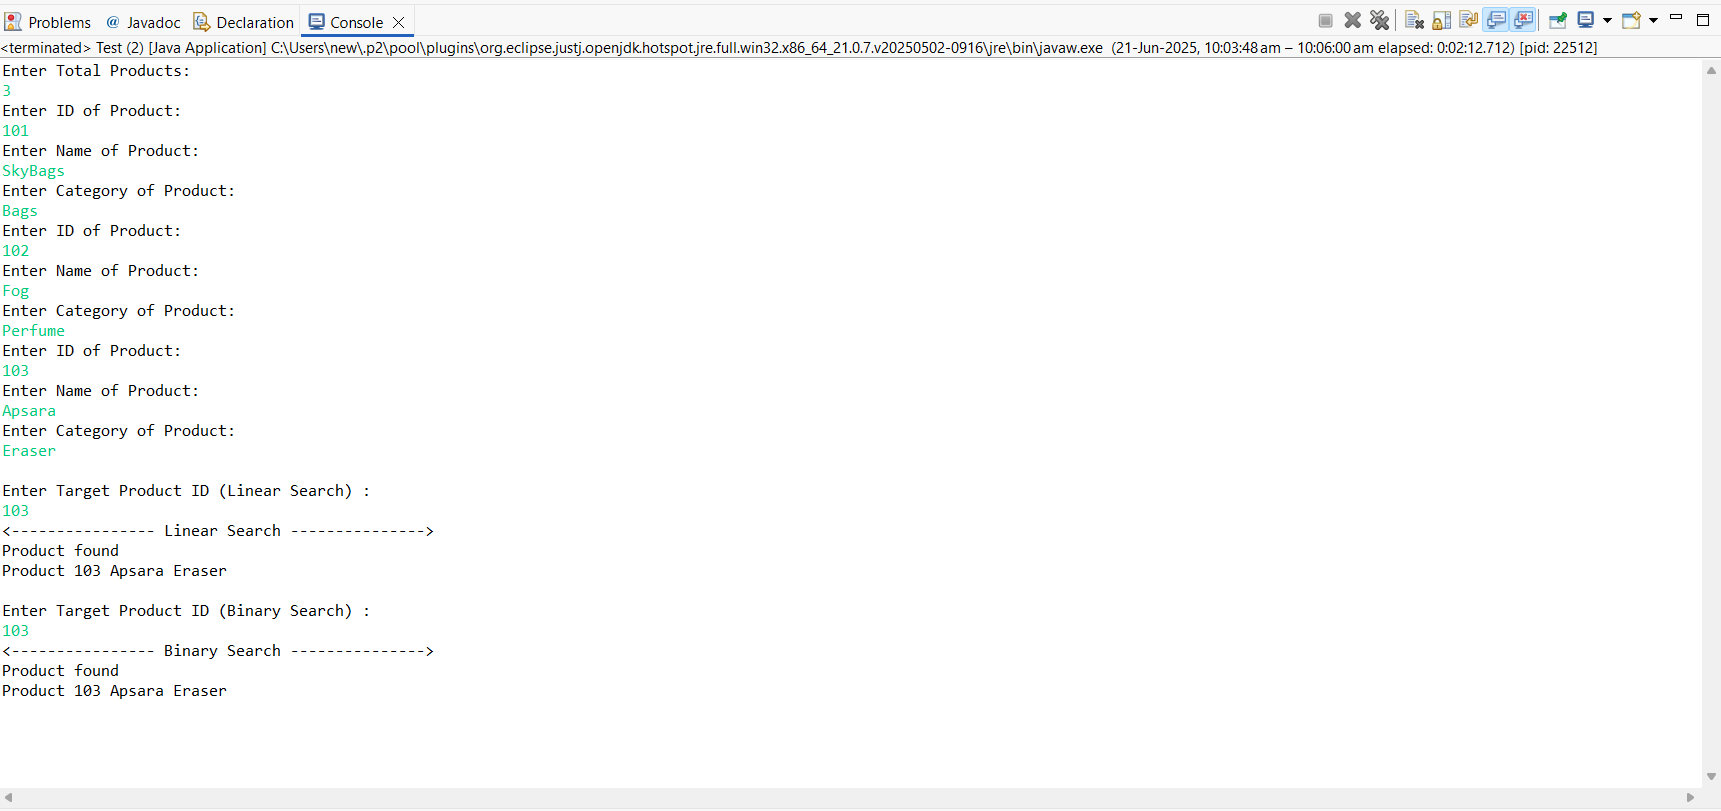 Problems @ Javadoc Declaration Console
<terminated> Test (2) [Java Application] C:\Users\new\.p2\pool\plugins\org.eclipse.justj.openjdk.hotspot.jre.full.win32.x86_64_21.0.7.v20250502-0916\jre\bin\javaw.exe (21-Jun-2025, 10:03:48 am – 10:06:00 am elapsed: 0:02:12.712) [pid: 22512]
Enter Total Products:
3
Enter ID of Product:
101
Enter Name of Product:
SkyBags
Enter Category of Product:
Bags
Enter ID of Product:
102
Enter Name of Product:
Fog
Enter Category of Product:
Perfume
Enter ID of Product:
103
Enter Name of Product:
Apsara
Enter Category of Product:
Eraser
Enter Target Product ID (Linear Search) :
103
<---------------- Linear Search --------------->
Product found
Product 103 Apsara Eraser
Enter Target Product ID (Binary Search) :
103
<---------------- Binary Search --------------->
Product found
Product 103 Apsara Eraser